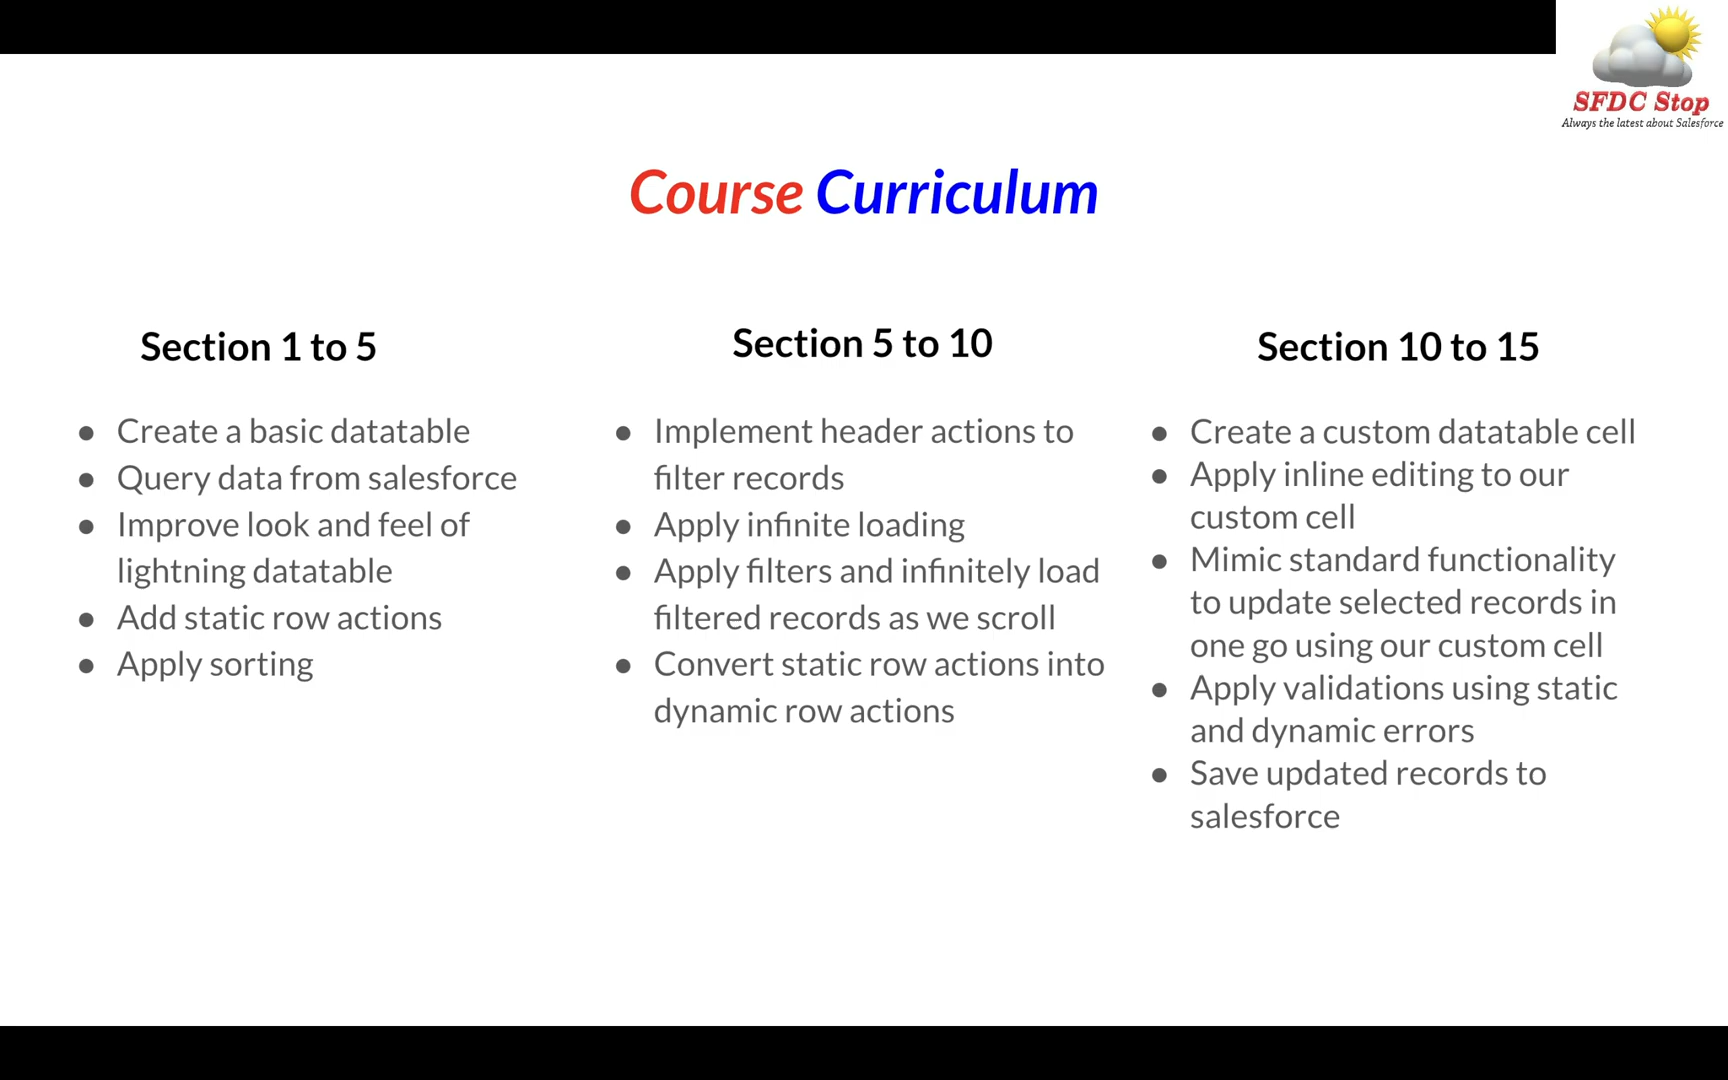 SFDC Stop
Always the latest about Salesforce
Course Curriculum
Section 1 to 5
● Create a basic datatable
● Query data from salesforce
● Improve look and feel of
lightning datatable
● Add static row actions
● Apply sorting
Section 5 to 10
● Implement header actions to
filter records
● Apply infinite loading
● Apply filters and infinitely load
filtered records as we scroll
● Convert static row actions into
dynamic row actions
Section 10 to 15
● Create a custom datatable cell
● Apply inline editing to our
custom cell
● Mimic standard functionality
to update selected records in
one go using our custom cell
● Apply validations using static
and dynamic errors
● Save updated records to
salesforce